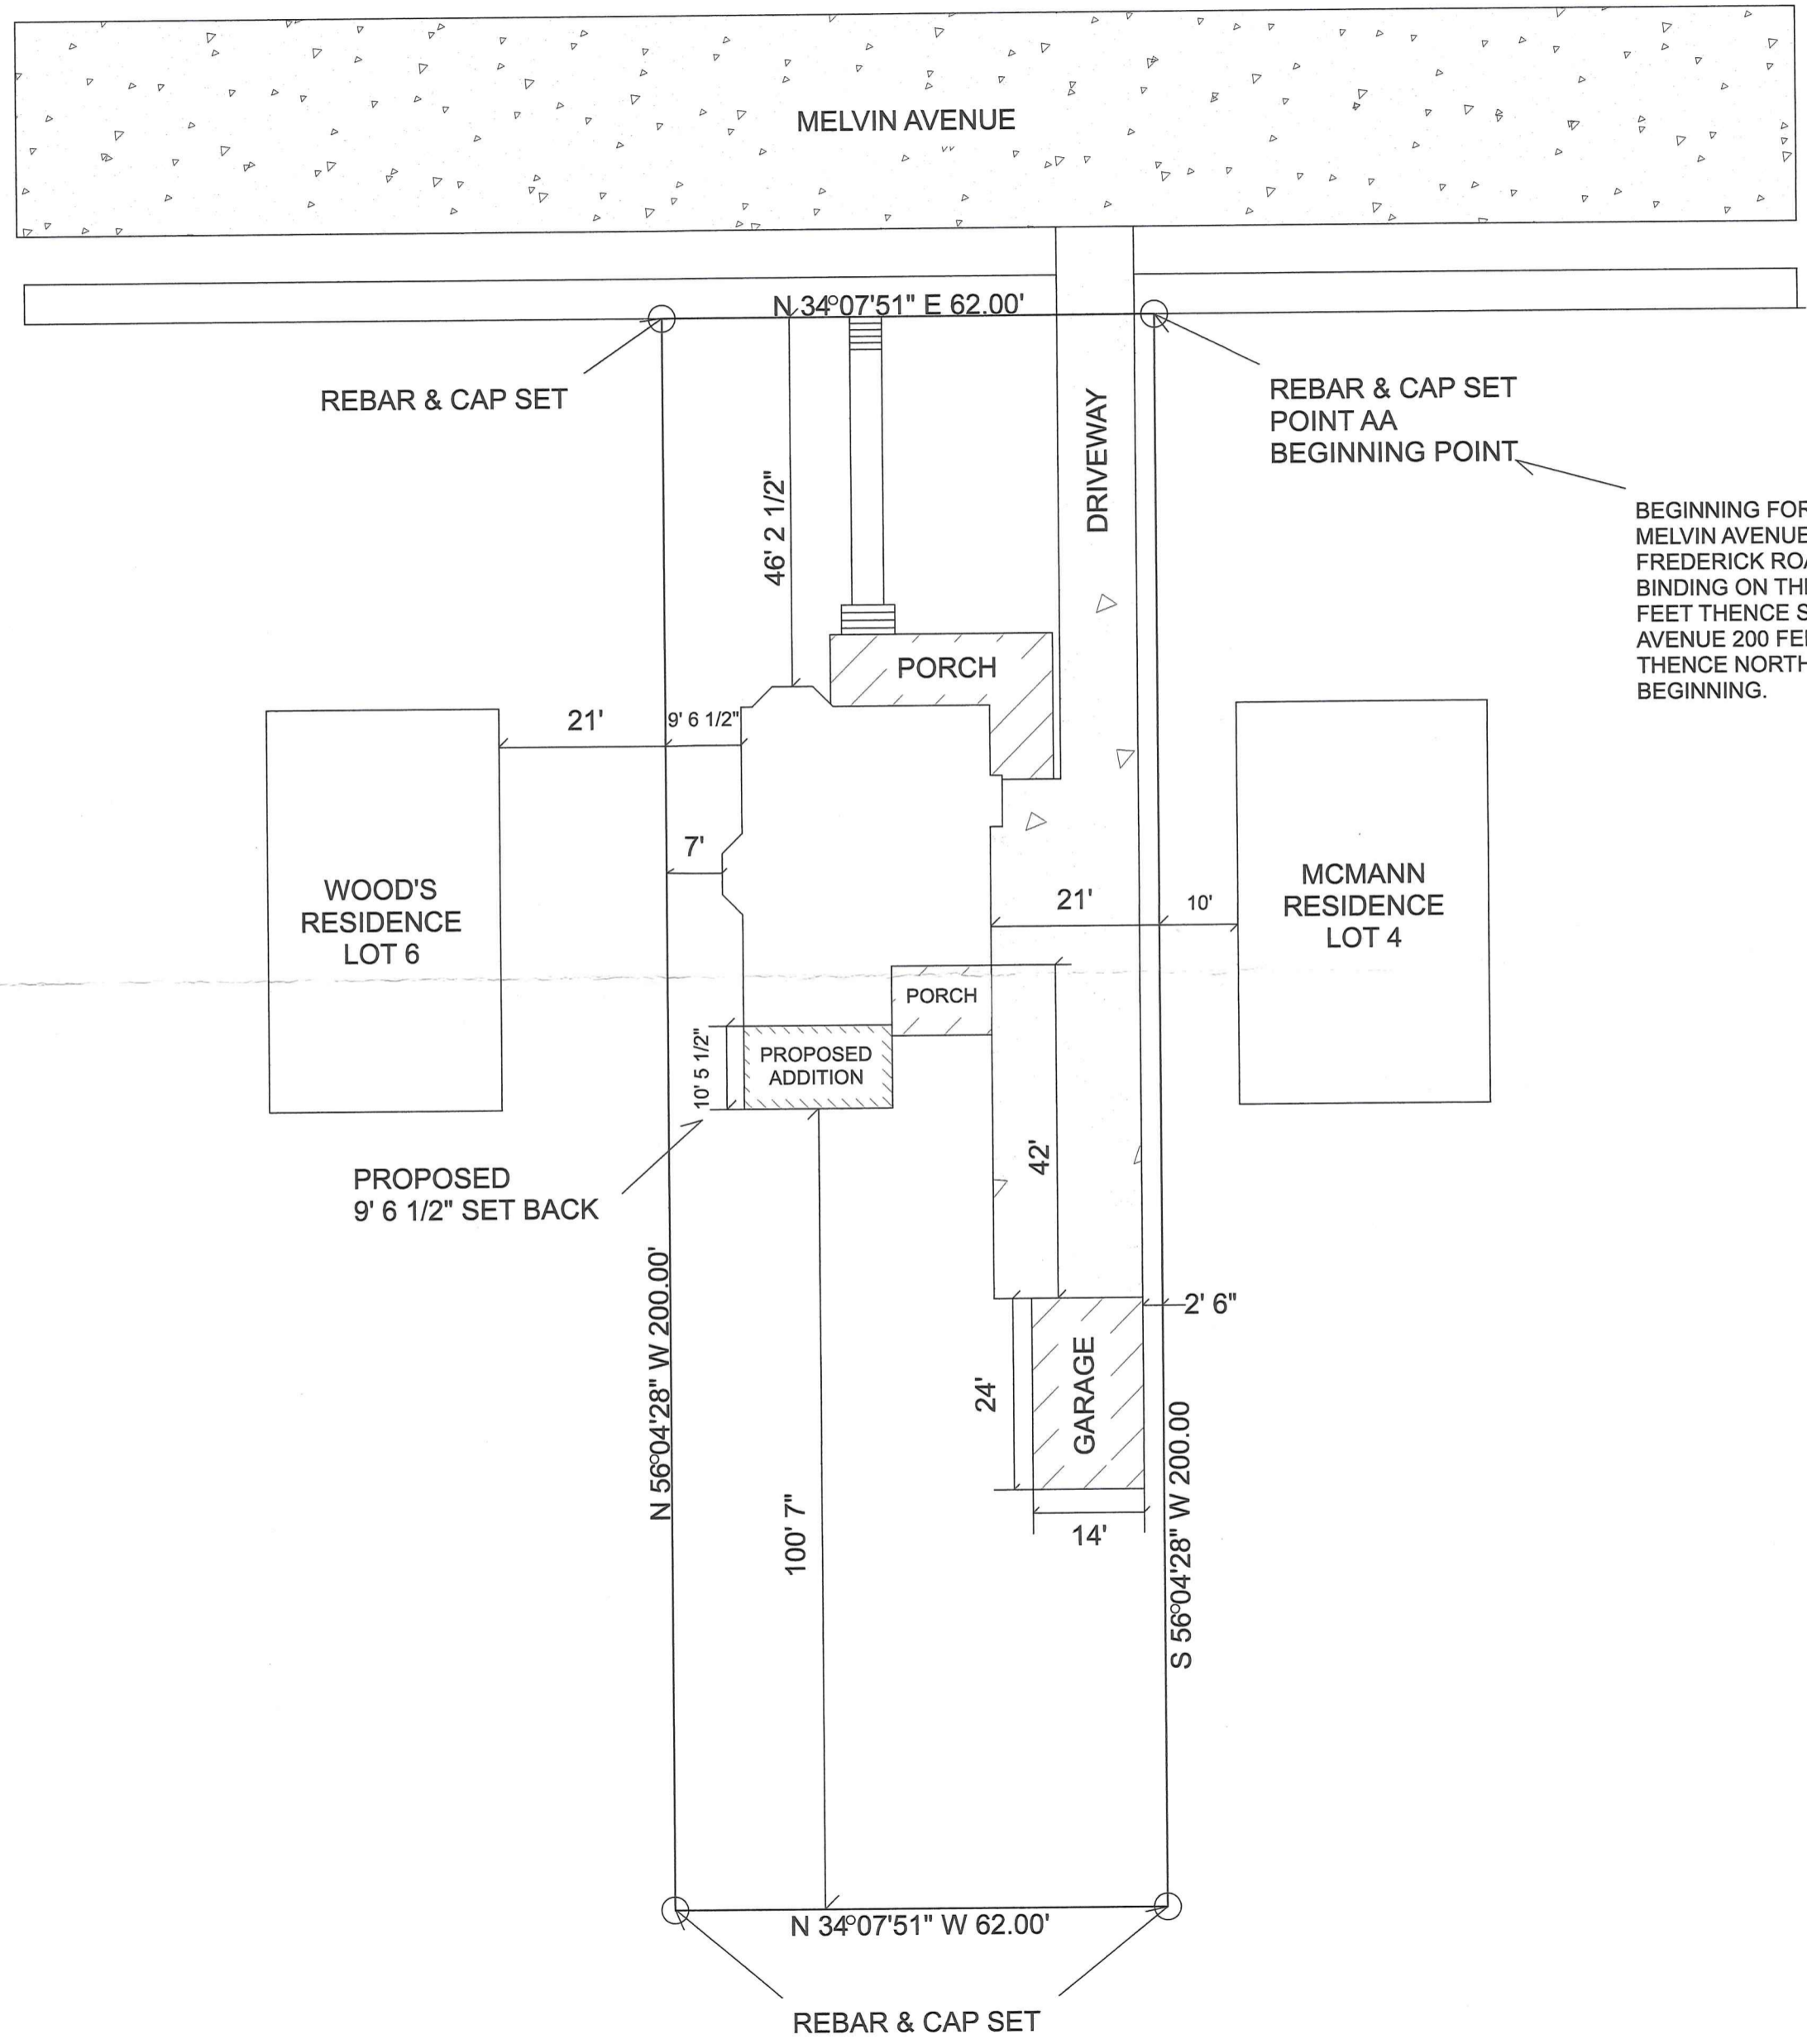 MELVIN AVENUE
N 34°07'51" E 62.00'
REBAR & CAP SET
REBAR & CAP SET
POINT AA
BEGINNING POINT
DRIVEWAY
46' 2 1/2"
BEGINNING FOR
MELVIN AVENUE
FREDERICK ROA
BINDING ON THE
FEET THENCE S
AVENUE 200 FEE
THENCE NORTH
BEGINNING.
PORCH
21'
9' 6 1/2"
7'
WOOD'S
RESIDENCE
LOT 6
21'
10'
MCMANN
RESIDENCE
LOT 4
PORCH
10' 5 1/2"
PROPOSED
ADDITION
42'
PROPOSED
9' 6 1/2" SET BACK
N 56°04'28" W 200.00'
2' 6"
24'
GARAGE
14'
S 56°04'28" W 200.00
100' 7"
N 34°07'51" W 62.00'
REBAR & CAP SET